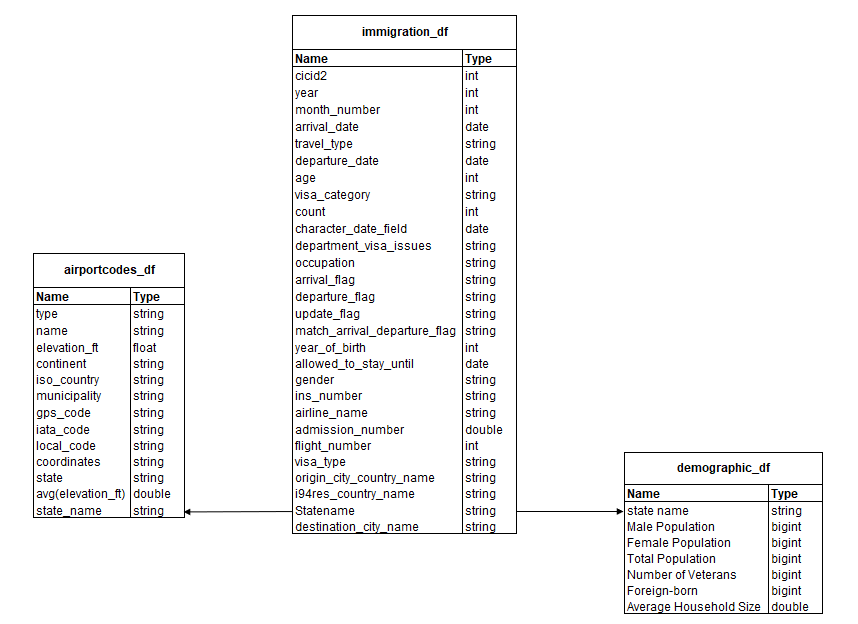 immigration_df
Name Type
cicid2 int
year int
month_number int
arrival_date date
travel_type string
departure_date date
age int
visa_category string
count int
character_date_field date
department_visa_issues string
occupation string
arrival_flag string
departure_flag string
update_flag string
match_arrival_departure_flag string
year_of_birth int
allowed_to_stay_until date
gender string
ins_number string
airline_name string
admission_number double
flight_number int
visa_type string
origin_city_country_name string
i94res_country_name string
Statename string
destination_city_name string
airportcodes_df
Name Type
type string
name string
elevation_ft float
continent string
iso_country string
municipality string
gps_code string
iata_code string
local_code string
coordinates string
state string
avg(elevation_ft) double
state_name string
demographic_df
Name Type
state name string
Male Population bigint
Female Population bigint
Total Population bigint
Number of Veterans bigint
Foreign-born bigint
Average Household Size double